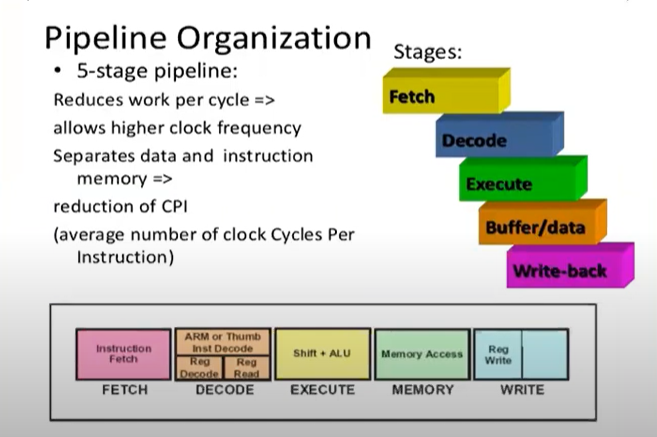 Pipeline Organization
• 5-stage pipeline:
Reduces work per cycle =>
allows higher clock frequency
Separates data and instruction
memory =>
reduction of CPI
(average number of clock Cycles Per
Instruction)
Stages:
Fetch
Decode
Execute
Buffer/data
Write-back
Instruction
Fetch
FETCH
ARM or Thumb
Inst Decode
Reg
Decode
Reg
Read
DECODE
Shift + ALU
EXECUTE
Memory Access
MEMORY
Reg
Write
WRITE